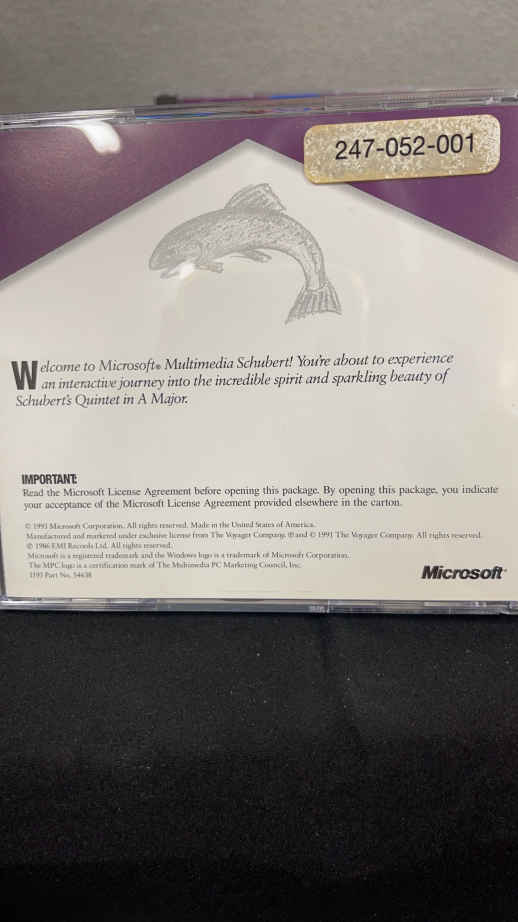 247-052-001
Welcome to Microsoft® Multimedia Schubert! You're about to experience
an interactive journey into the incredible spirit and sparkling beauty of
Schubert's Quintet in A Major.
IMPORTANT:
Read the Microsoft License Agreement before opening this package. By opening this package, you indicate
your acceptance of the Microsoft License Agreement provided elsewhere in the carton.
© 1993 Microsoft Corporation. All rights reserved. Made in the United States of America.
Manufactured and marketed under exclusive license from The Voyager Company. ℗ and © 1991 The Voyager Company. All rights reserved.
© 1986 EMI Records Ltd. All rights reserved.
Microsoft is a registered trademark and the Windows logo is a trademark of Microsoft Corporation.
The MPC logo is a certification mark of The Multimedia PC Marketing Council, Inc.
1193 Part No. 54638
Microsoft